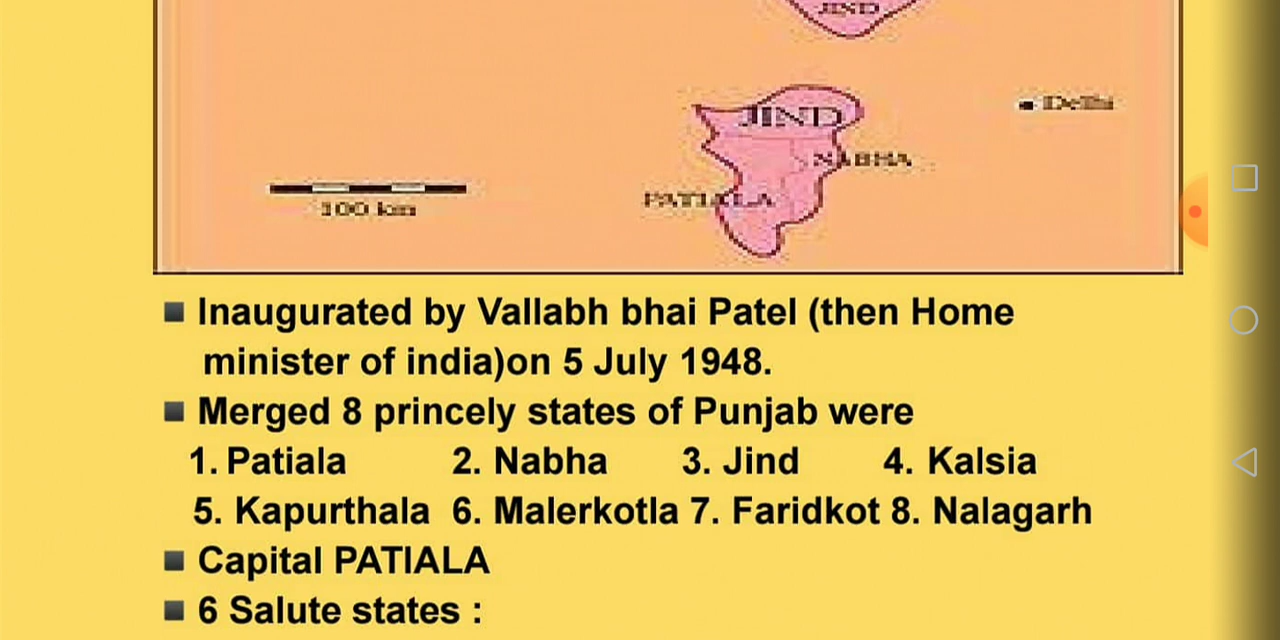 JIND
JIND
Delhi
NABHA
PATIALA
100 km
Inaugurated by Vallabh bhai Patel (then Home
minister of india)on 5 July 1948.
Merged 8 princely states of Punjab were
1. Patiala 2. Nabha 3. Jind 4. Kalsia
5. Kapurthala 6. Malerkotla 7. Faridkot 8. Nalagarh
Capital PATIALA
6 Salute states :